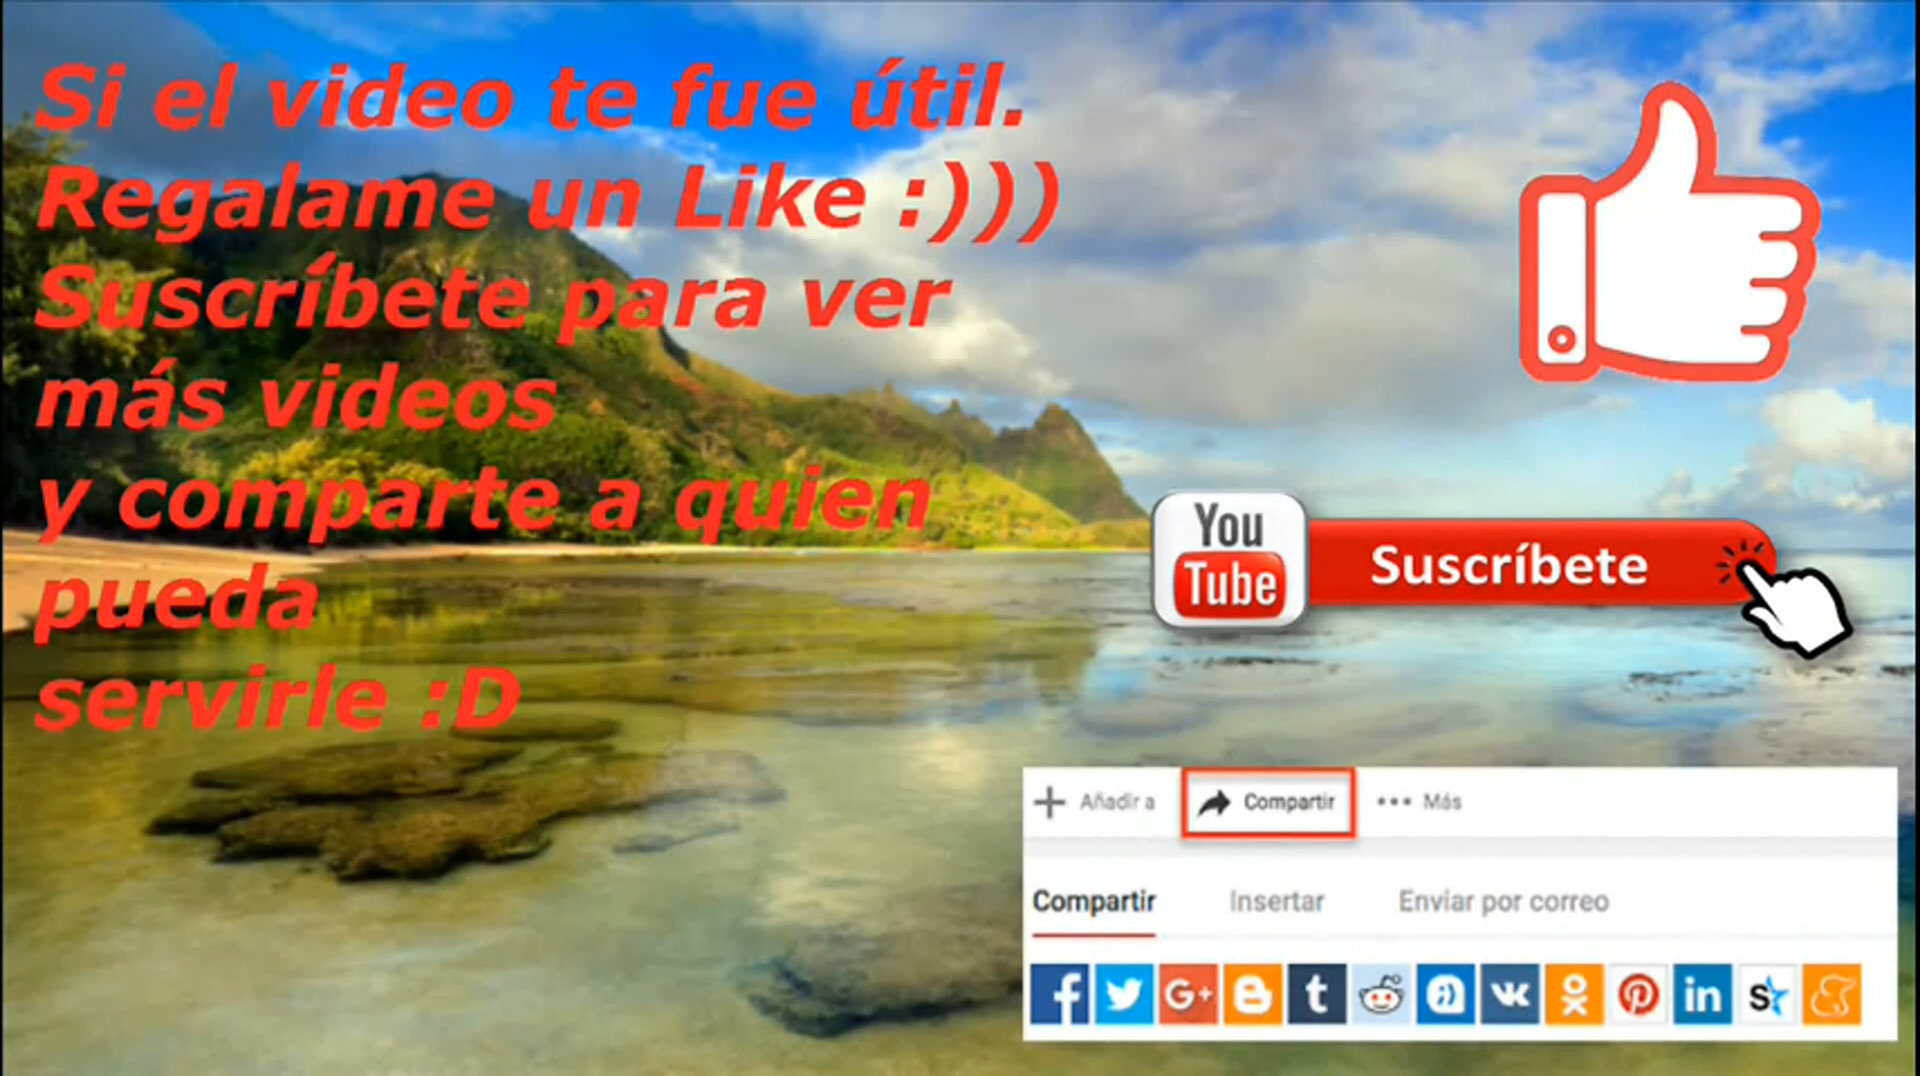 Si el video te fue útil.
Regalame un Like :)))
Suscríbete para ver
más videos
y comparte a quien
pueda
servirle :D
You
Tube
Suscríbete
Añadir a
Compartir
Más
Compartir
Insertar
Enviar por correo